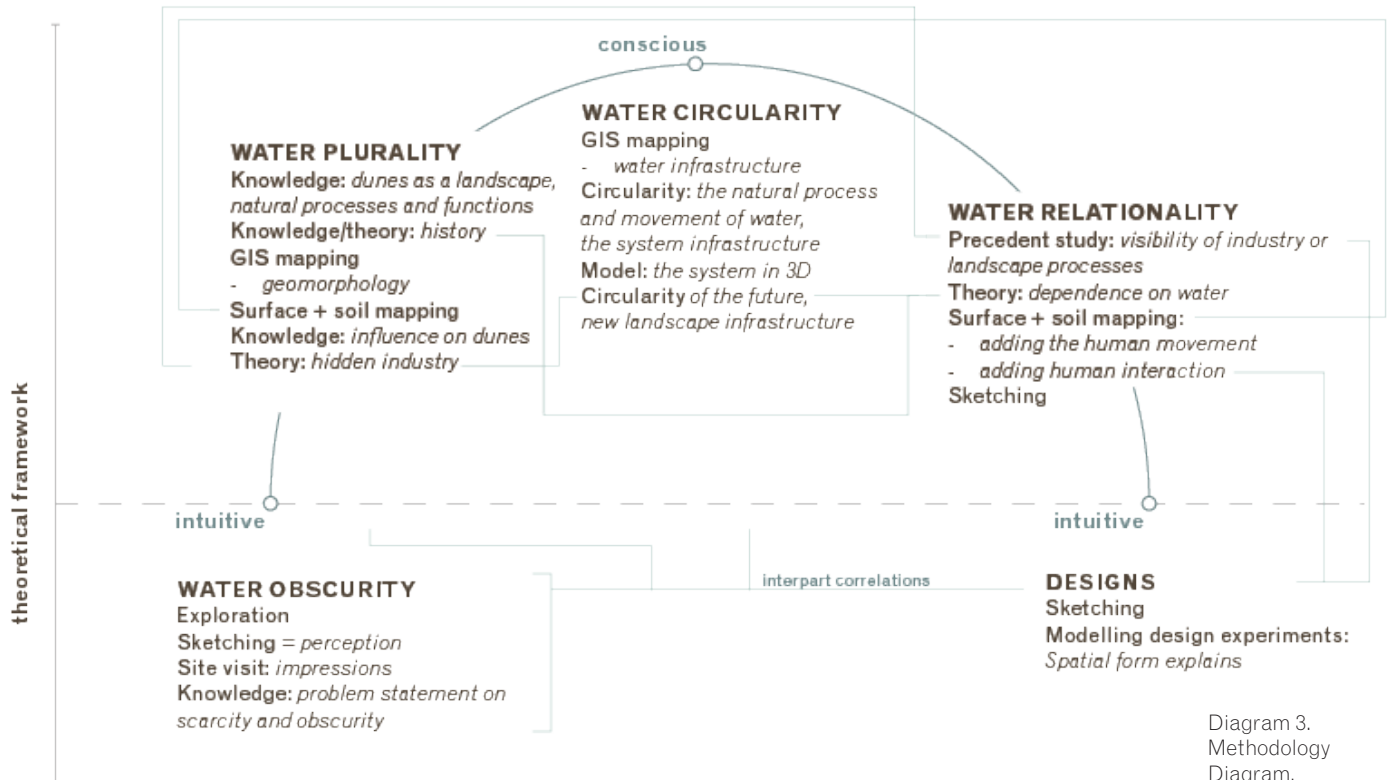 conscious
WATER PLURALITY
Knowledge: dunes as a landscape,
natural processes and functions
Knowledge/theory: history
GIS mapping
- geomorphology
Surface + soil mapping
Knowledge: influence on dunes
Theory: hidden industry
WATER CIRCULARITY
GIS mapping
- water infrastructure
Circularity: the natural process
and movement of water,
the system infrastructure
Model: the system in 3D
Circularity of the future,
new landscape infrastructure
WATER RELATIONALITY
Precedent study: visibility of industry or
landscape processes
Theory: dependence on water
Surface + soil mapping:
- adding the human movement
- adding human interaction
Sketching
theoretical framework
intuitive
intuitive
WATER OBSCURITY
Exploration
Sketching = perception
Site visit: impressions
Knowledge: problem statement on
scarcity and obscurity
interpart correlations
DESIGNS
Sketching
Modelling design experiments:
Spatial form explains
Diagram 3.
Methodology
Diagram.